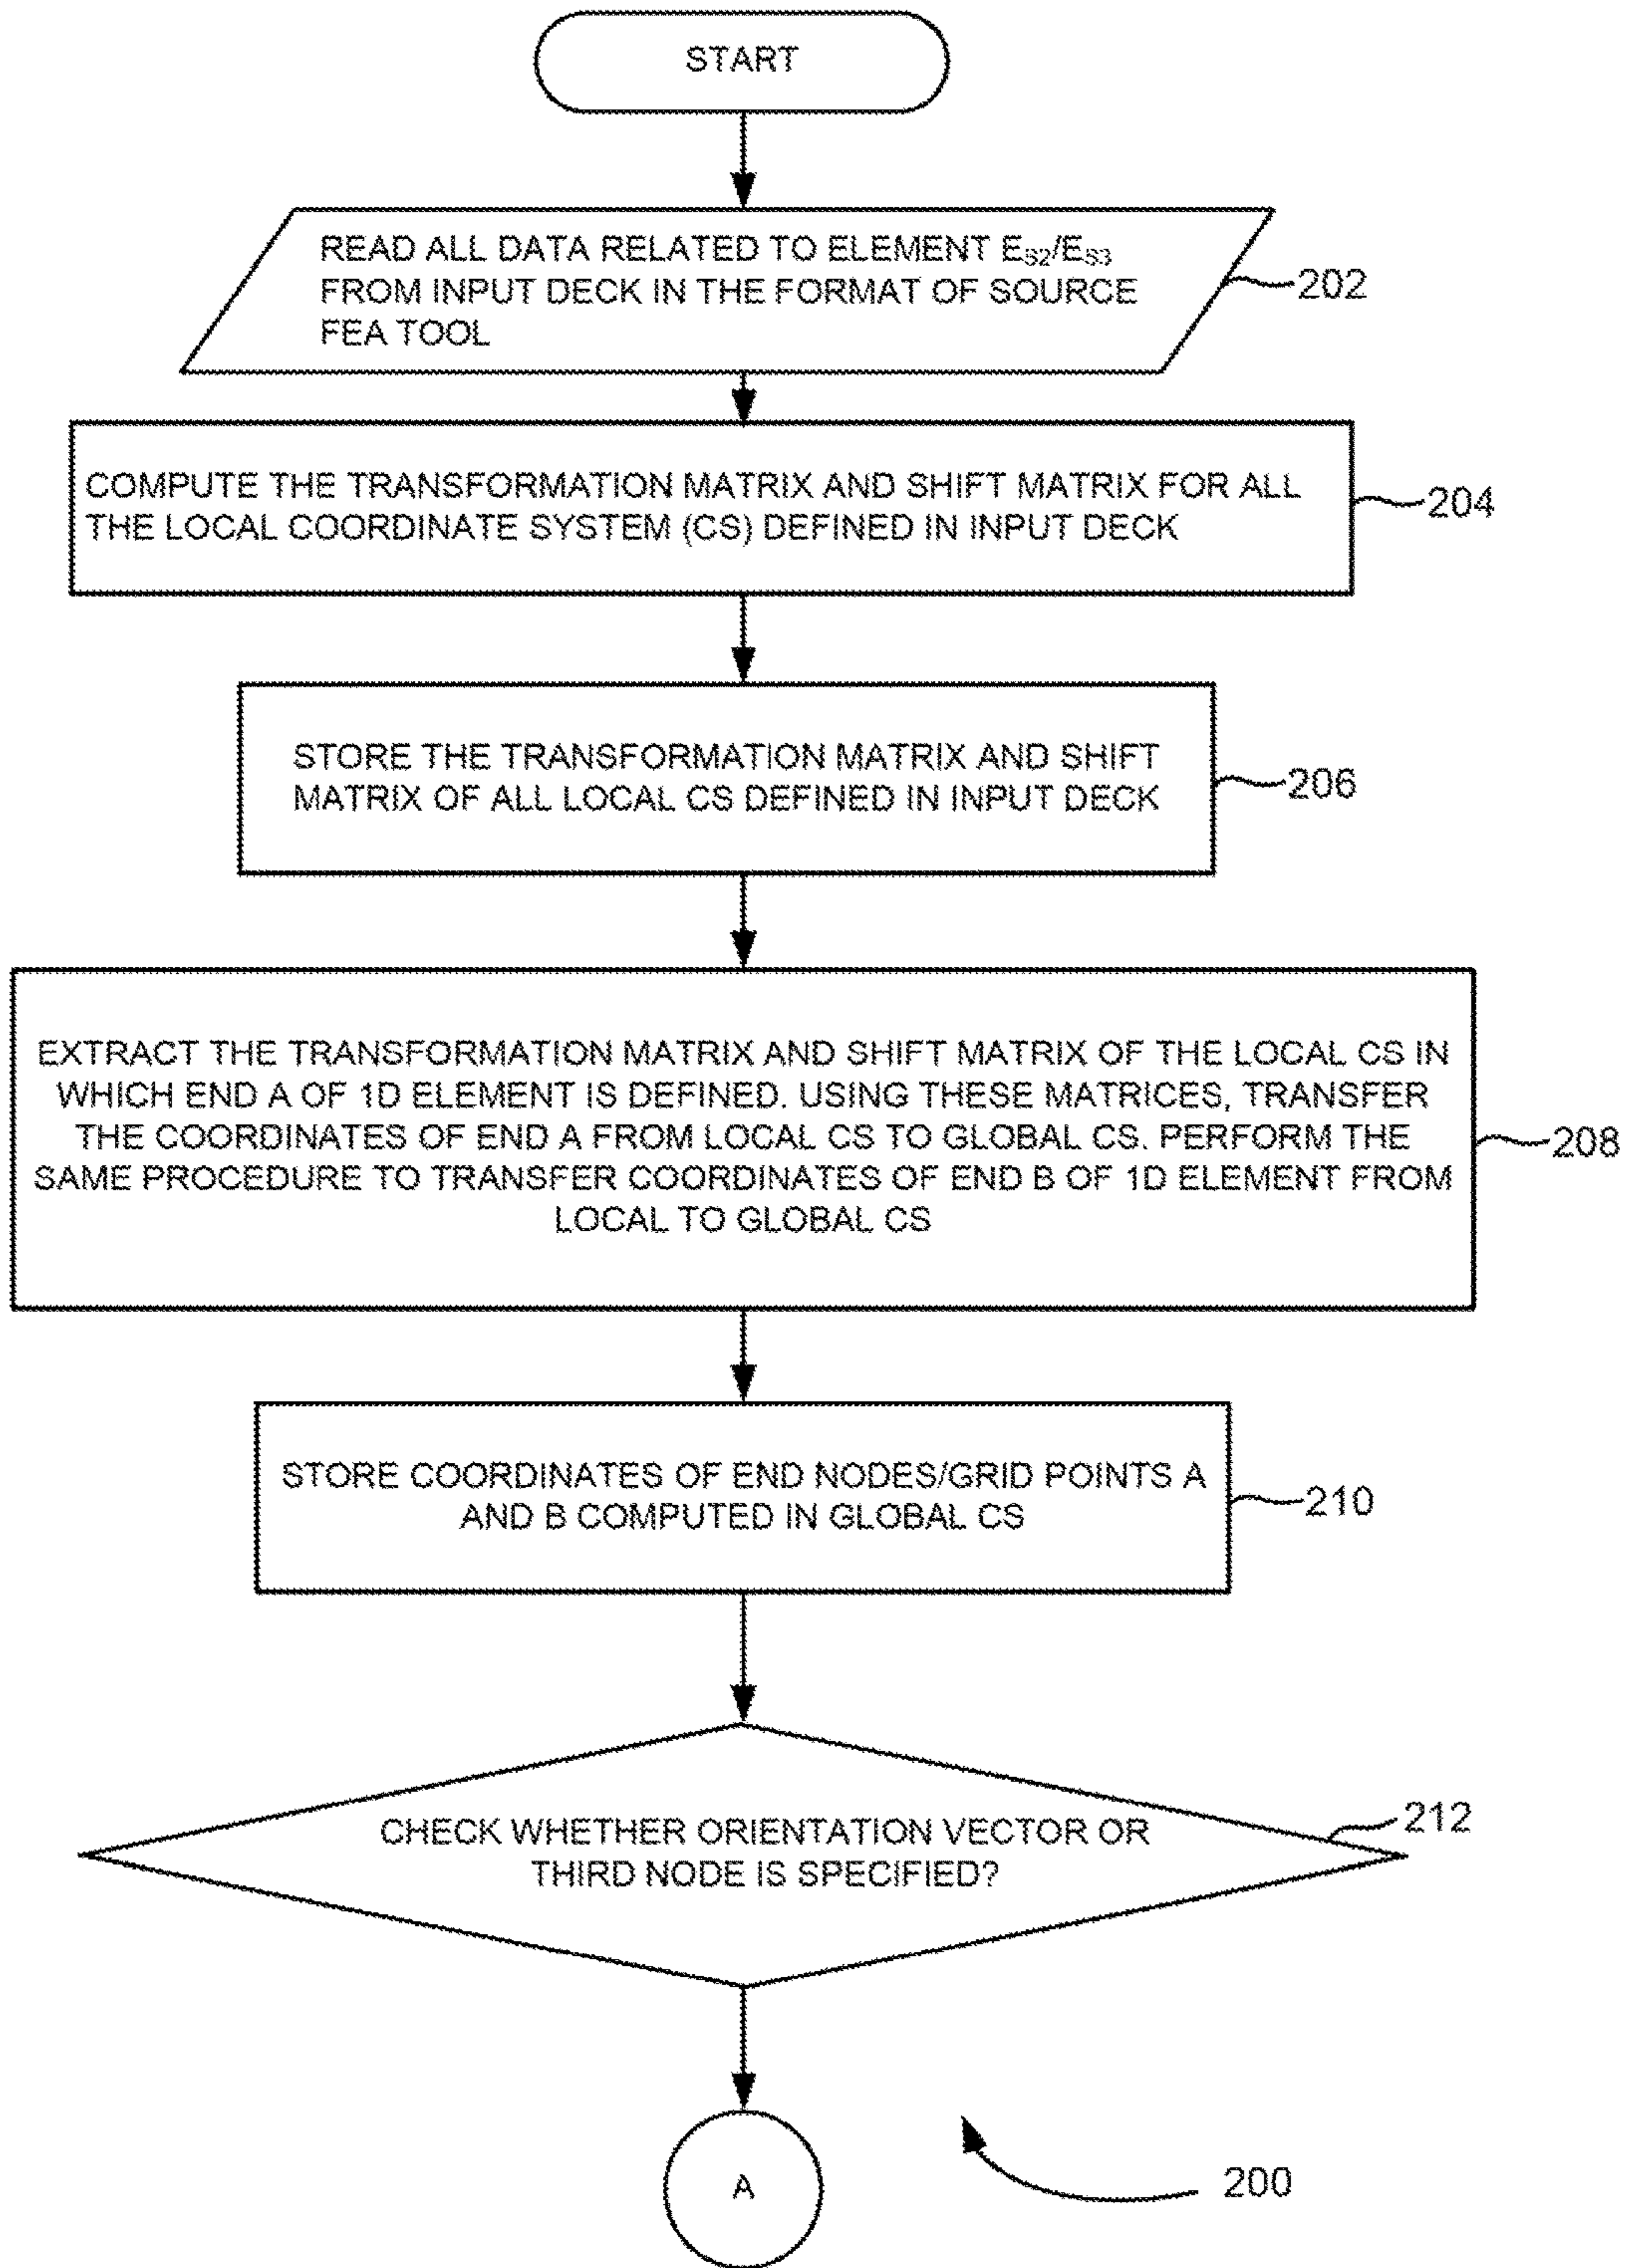 START
READ ALL DATA RELATED TO ELEMENT E_S2/E_S3
FROM INPUT DECK IN THE FORMAT OF SOURCE
FEA TOOL
202
COMPUTE THE TRANSFORMATION MATRIX AND SHIFT MATRIX FOR ALL
THE LOCAL COORDINATE SYSTEM (CS) DEFINED IN INPUT DECK
204
STORE THE TRANSFORMATION MATRIX AND SHIFT
MATRIX OF ALL LOCAL CS DEFINED IN INPUT DECK
206
EXTRACT THE TRANSFORMATION MATRIX AND SHIFT MATRIX OF THE LOCAL CS IN
WHICH END A OF 1D ELEMENT IS DEFINED. USING THESE MATRICES, TRANSFER
THE COORDINATES OF END A FROM LOCAL CS TO GLOBAL CS. PERFORM THE
SAME PROCEDURE TO TRANSFER COORDINATES OF END B OF 1D ELEMENT FROM
LOCAL TO GLOBAL CS
208
STORE COORDINATES OF END NODES/GRID POINTS A
AND B COMPUTED IN GLOBAL CS
210
CHECK WHETHER ORIENTATION VECTOR OR
THIRD NODE IS SPECIFIED?
212
A
200